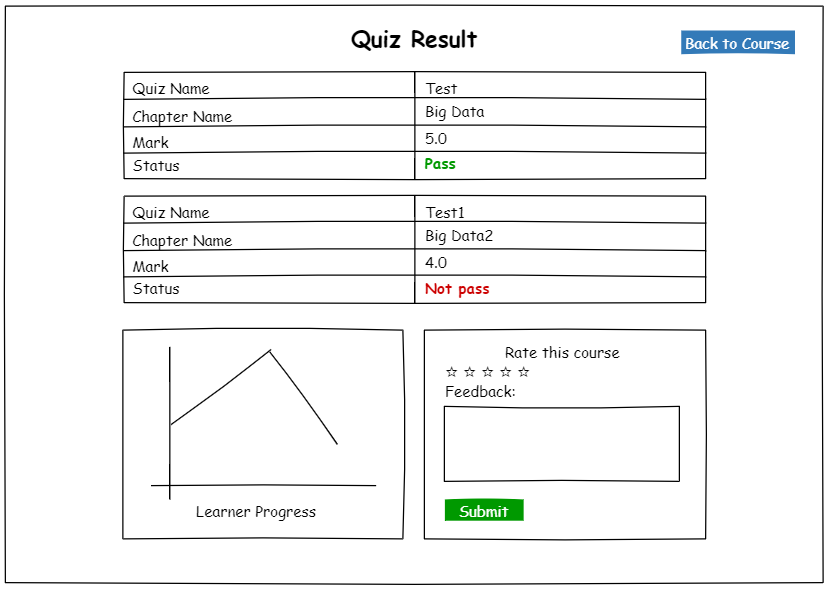 Quiz Result
Back to Course
Quiz Name Test
Chapter Name Big Data
Mark 5.0
Status Pass
Quiz Name Test1
Chapter Name Big Data2
Mark 4.0
Status Not pass
Learner Progress
Rate this course
☆ ☆ ☆ ☆ ☆
Feedback:
Submit